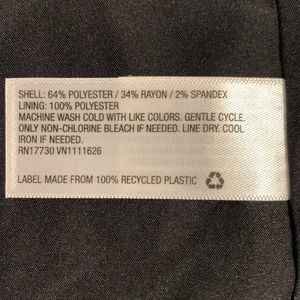 SHELL: 64% POLYESTER / 34% RAYON / 2% SPANDEX
LINING: 100% POLYESTER
MACHINE WASH COLD WITH LIKE COLORS. GENTLE CYCLE.
ONLY NON-CHLORINE BLEACH IF NEEDED. LINE DRY. COOL
IRON IF NEEDED.
RN17730 VN1111626
LABEL MADE FROM 100% RECYCLED PLASTIC